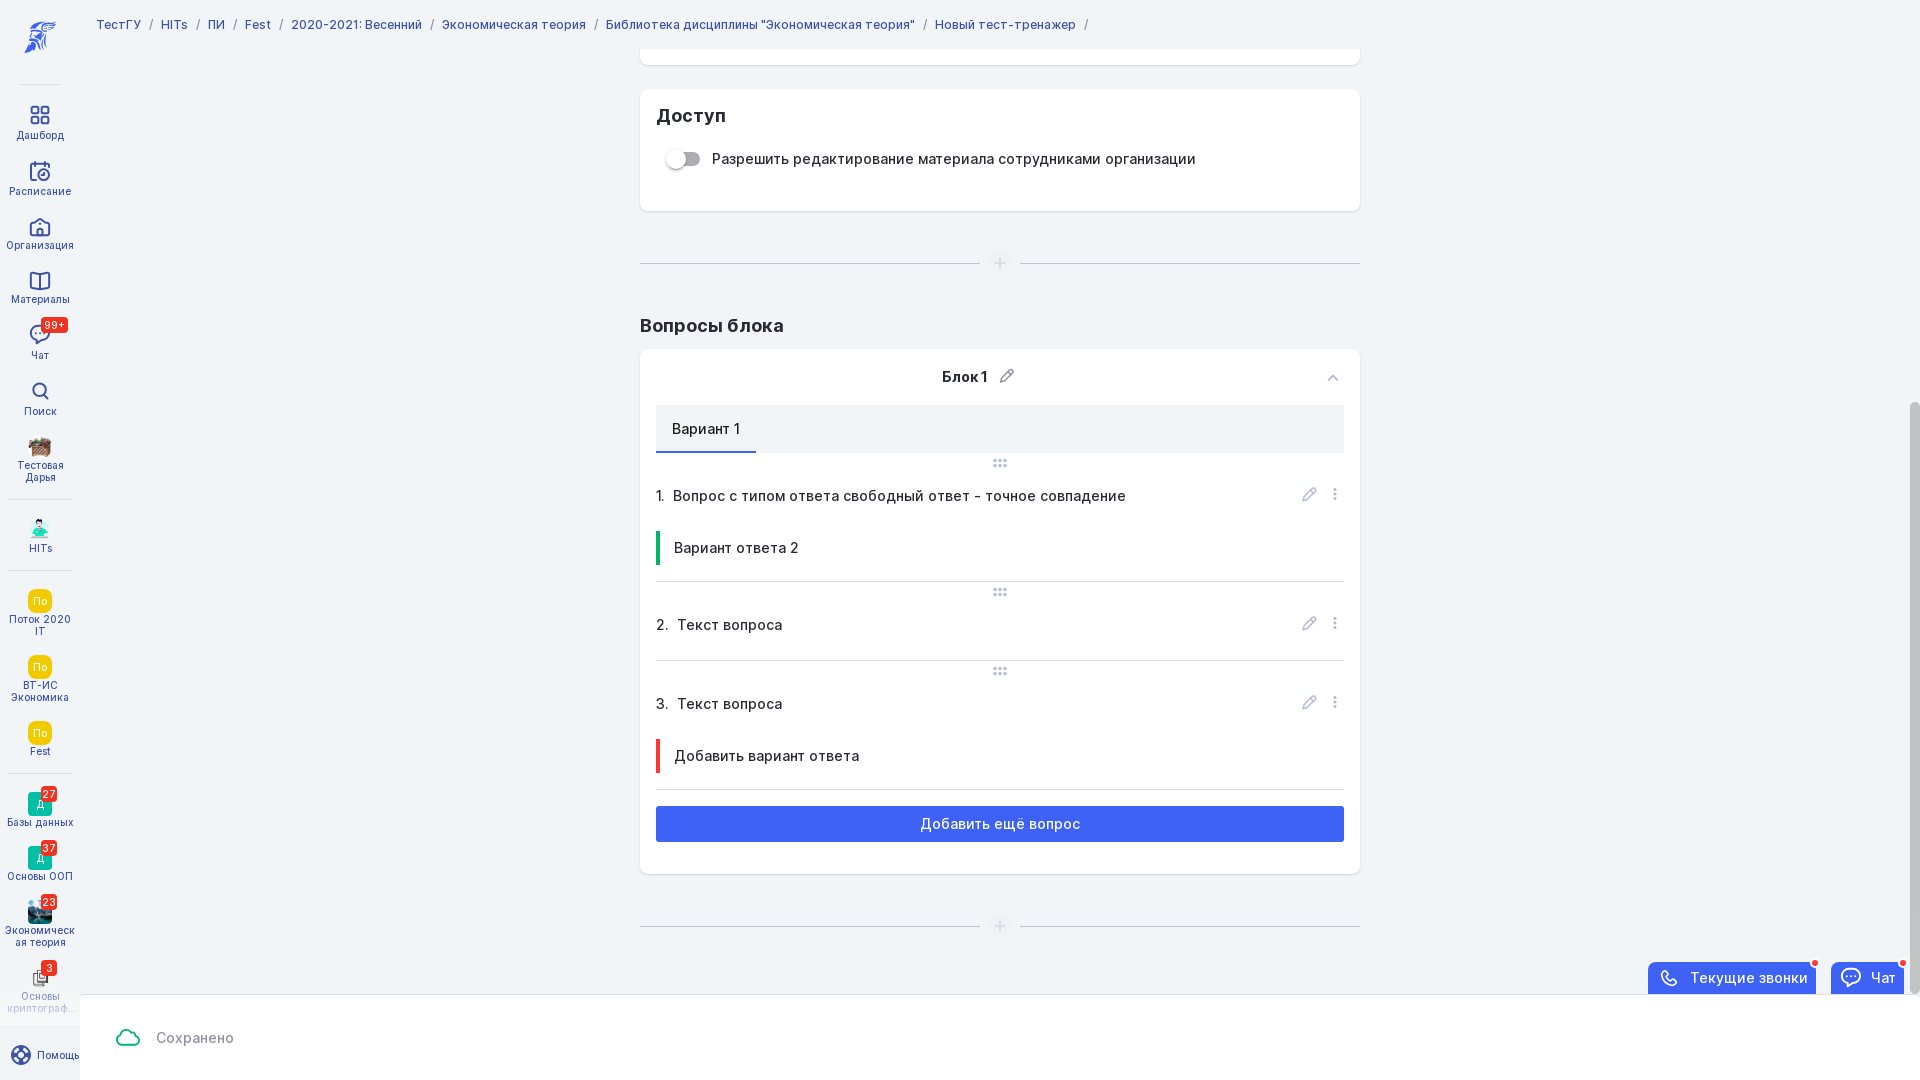 ТестГУ / HITs / ПИ / Fest / 2020-2021: Весенний / Экономическая теория / Библиотека дисциплины "Экономическая теория" / Новый тест-тренажер /
Дашборд
Расписание
Организация
Материалы
99+
Чат
Поиск
Тестовая
Дарья
HITs
По
Поток 2020
IT
По
ВТ-ИС
Экономика
По
Fest
27
Д
Базы данных
37
Д
Основы ООП
23
Экономическ
ая теория
3
Основы
криптограф...
Помощь
Доступ
Разрешить редактирование материала сотрудниками организации
Вопросы блока
Блок 1
Вариант 1
1. Вопрос с типом ответа свободный ответ - точное совпадение
Вариант ответа 2
2. Текст вопроса
3. Текст вопроса
Добавить вариант ответа
Добавить ещё вопрос
Текущие звонки
Чат
Сохранено